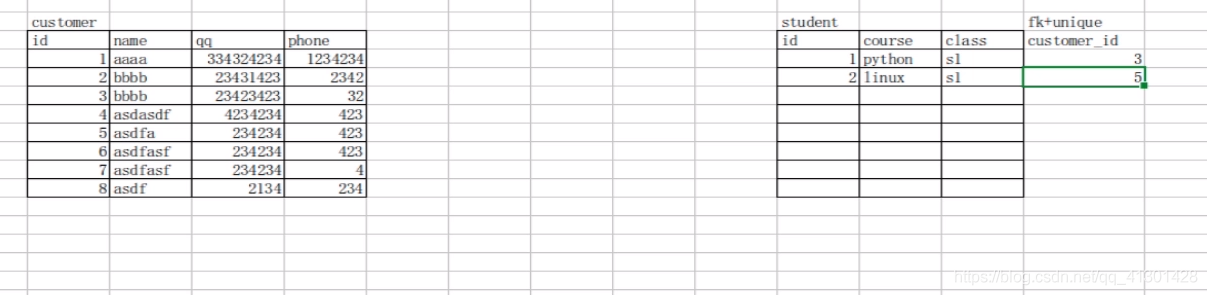 customer student fk+unique
id name qq phone id course class customer_id
1 aaaa 334324234 1234234 1 python s1 3
2 bbbb 23431423 2342 2 linux s1 5
3 bbbb 23423423 32
4 asdasdf 4234234 423
5 asdfa 234234 423
6 asdfasf 234234 423
7 asdfasf 234234 4
8 asdf 2134 234
https://blog.csdn.net/qq_41301428